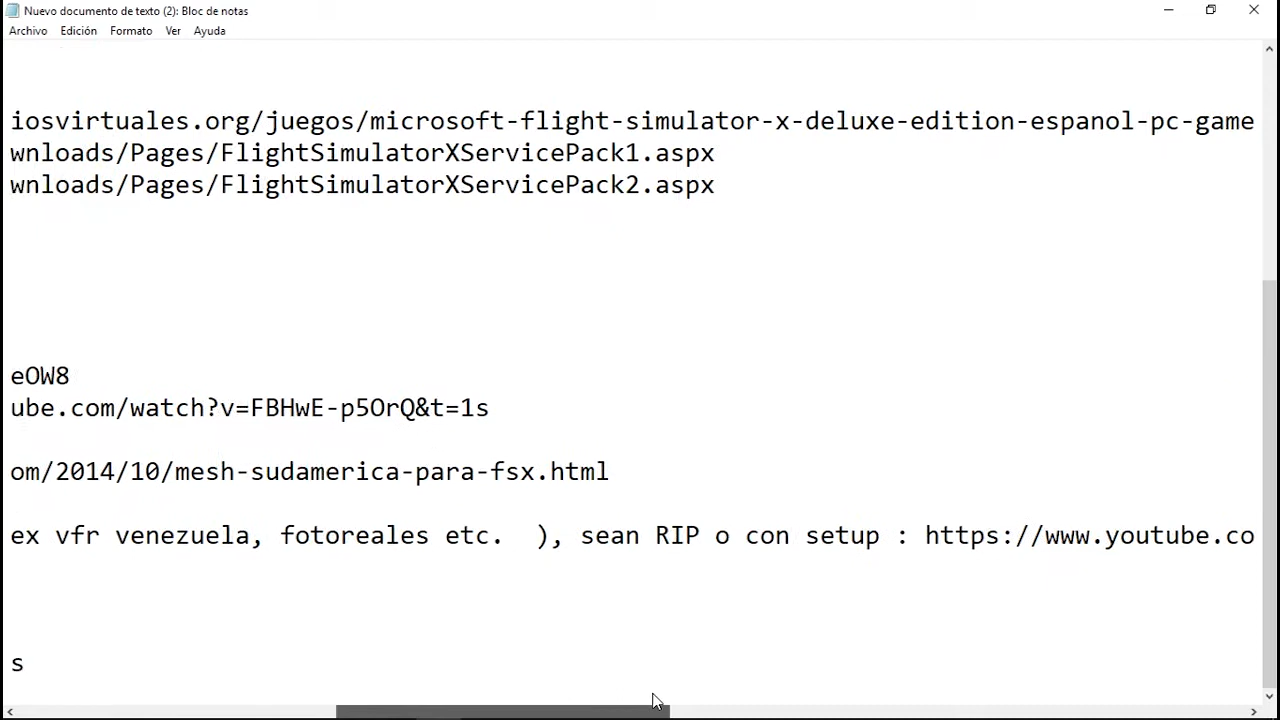 Nuevo documento de texto (2): Bloc de notas
Archivo Edición Formato Ver Ayuda
iosvirtuales.org/juegos/microsoft-flight-simulator-x-deluxe-edition-espanol-pc-game
wnloads/Pages/FlightSimulatorXServicePack1.aspx
wnloads/Pages/FlightSimulatorXServicePack2.aspx
eOW8
ube.com/watch?v=FBHwE-p5OrQ&t=1s
om/2014/10/mesh-sudamerica-para-fsx.html
ex vfr venezuela, fotoreales etc.  ), sean RIP o con setup : https://www.youtube.co
s